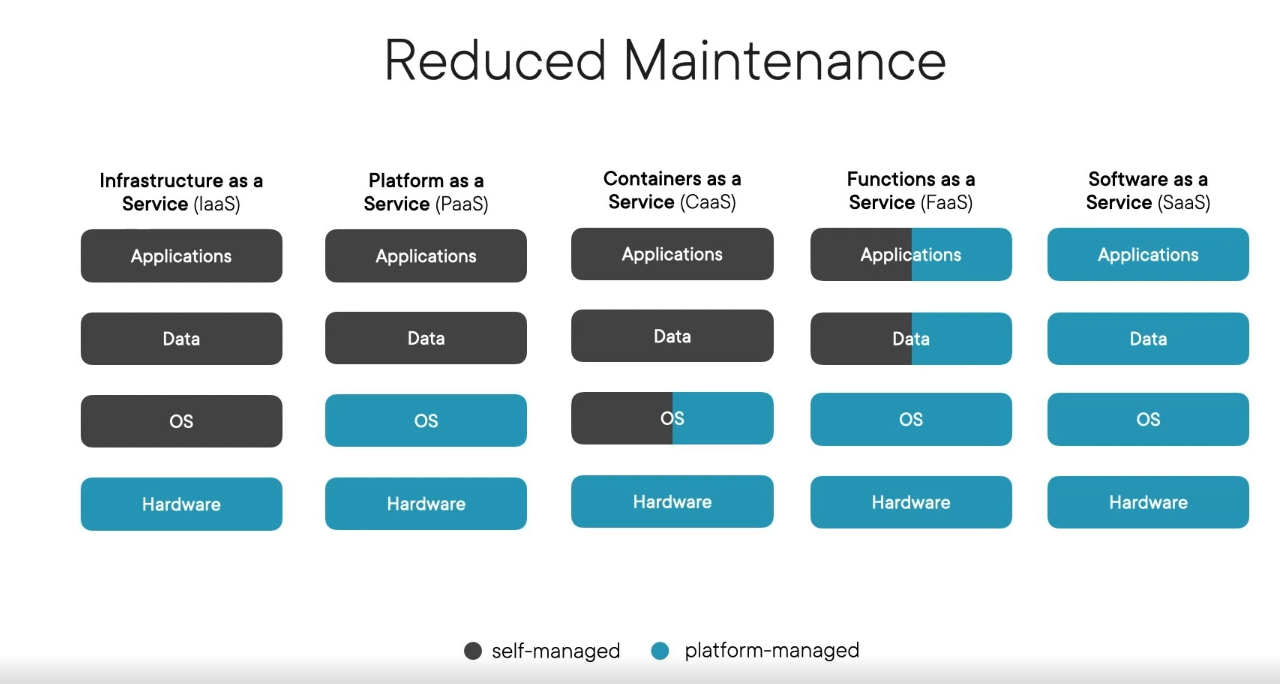 Reduced Maintenance
Infrastructure as a
Service (IaaS)
Applications
Data
OS
Hardware
Platform as a
Service (PaaS)
Applications
Data
OS
Hardware
Containers as a
Service (CaaS)
Applications
Data
OS
Hardware
Functions as a
Service (FaaS)
Applications
Data
OS
Hardware
Software as a
Service (SaaS)
Applications
Data
OS
Hardware
self-managed
platform-managed